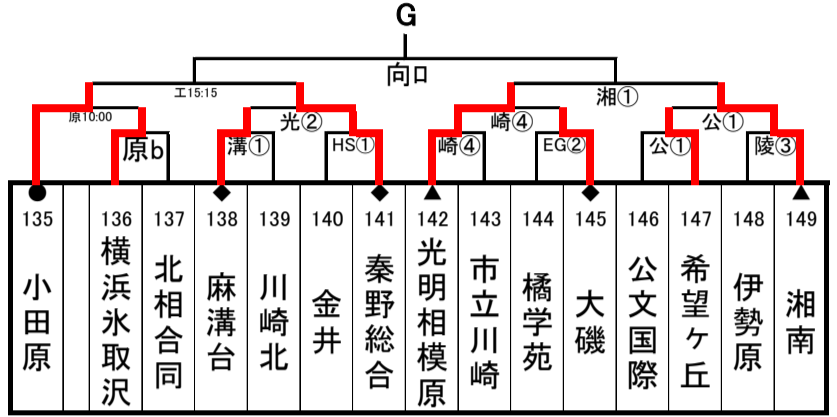 G
向ロ
工15:15
湘①
原10:00
光②
崎④
公①
原b
溝①
HS①
崎④
EG②
公①
陵③
135
136
137
138
139
140
141
142
143
144
145
146
147
148
149
小田原
横浜氷取沢
北相合同
麻溝台
川崎北
金井
秦野総合
光明相模原
市立川崎
橘学苑
大磯
公文国際
希望ヶ丘
伊勢原
湘南